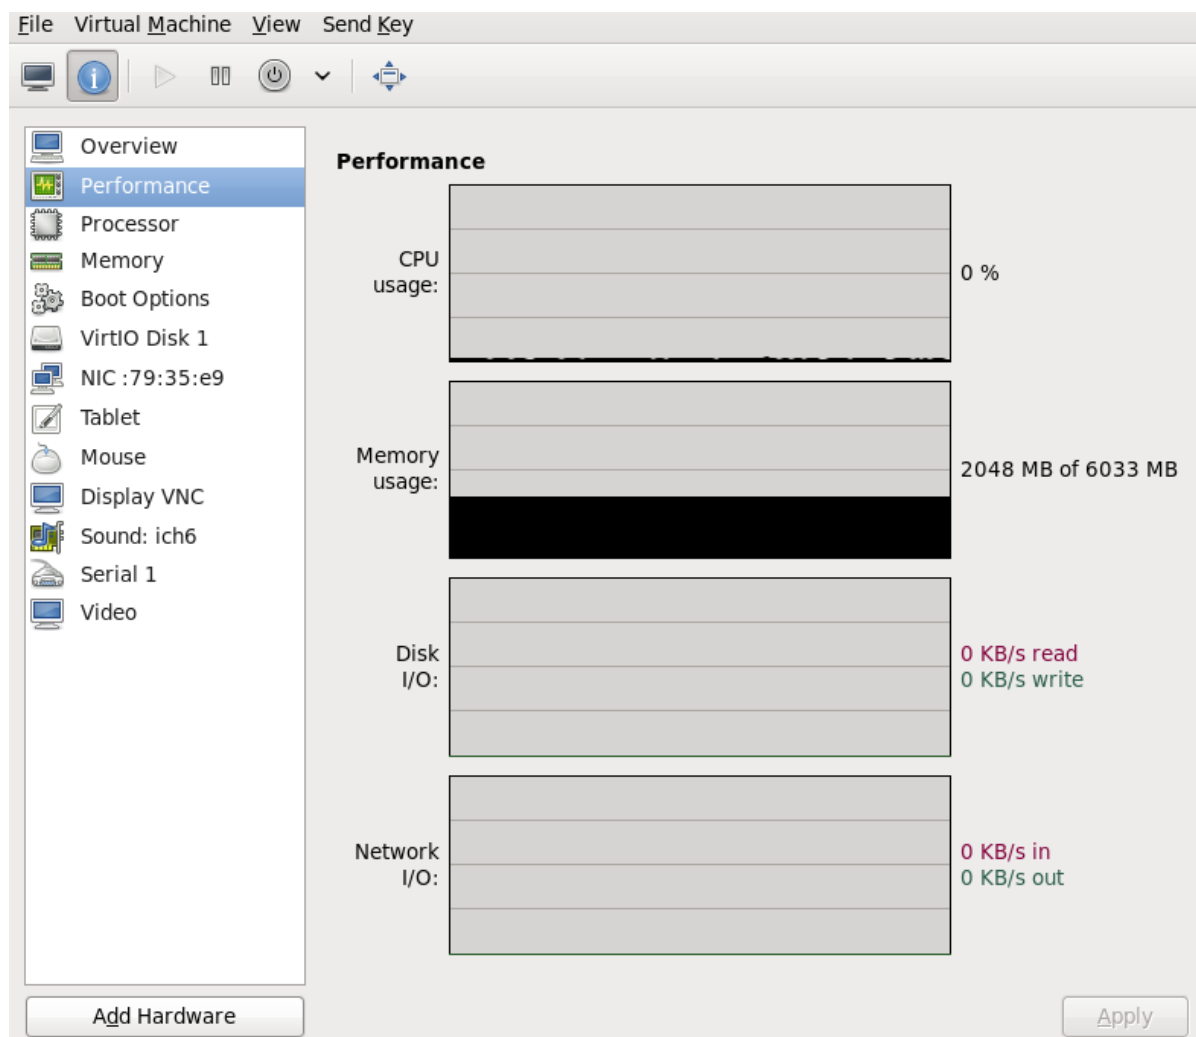 File Virtual Machine View Send Key
Overview
Performance
Processor
Memory
Boot Options
VirtIO Disk 1
NIC :79:35:e9
Tablet
Mouse
Display VNC
Sound: ich6
Serial 1
Video
Add Hardware
Performance
CPU
usage:
0 %
Memory
usage:
2048 MB of 6033 MB
Disk
I/O:
0 KB/s read
0 KB/s write
Network
I/O:
0 KB/s in
0 KB/s out
Apply